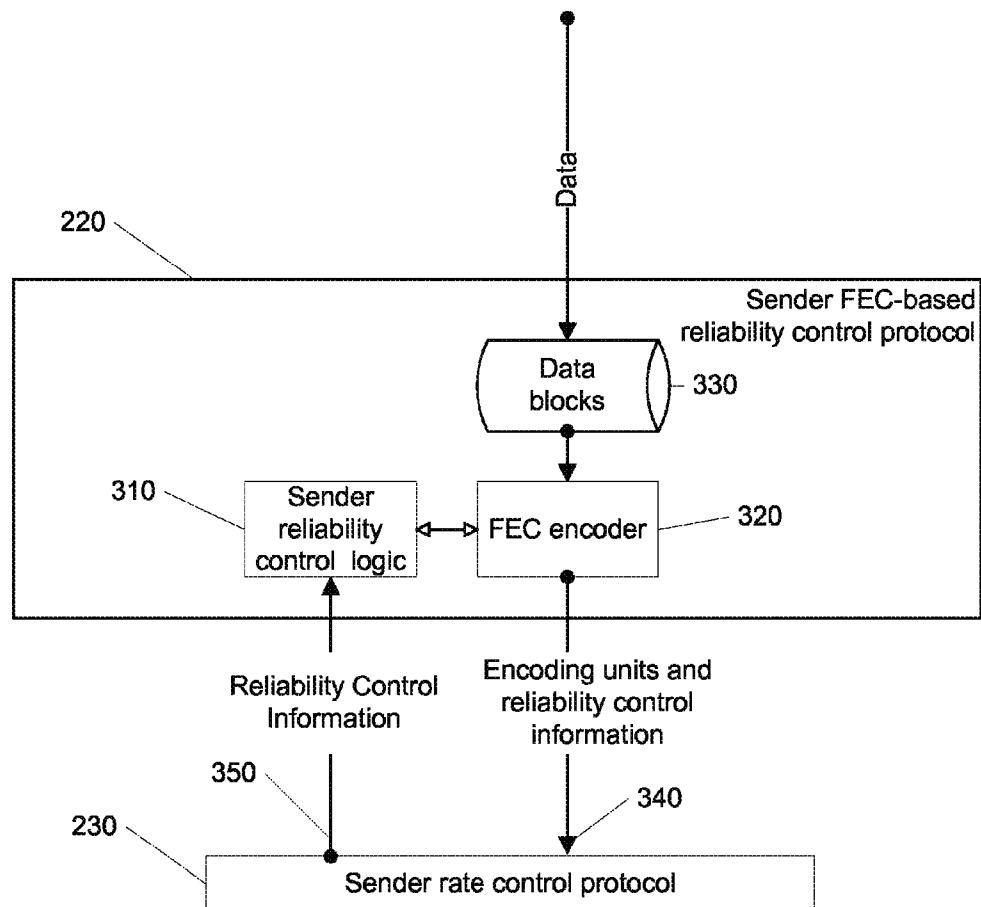 Data
220
Sender FEC-based
reliability control protocol
Data
blocks
330
310
Sender
reliability
control logic
FEC encoder
320
Reliability Control
Information
Encoding units and
reliability control
information
350
340
230
Sender rate control protocol